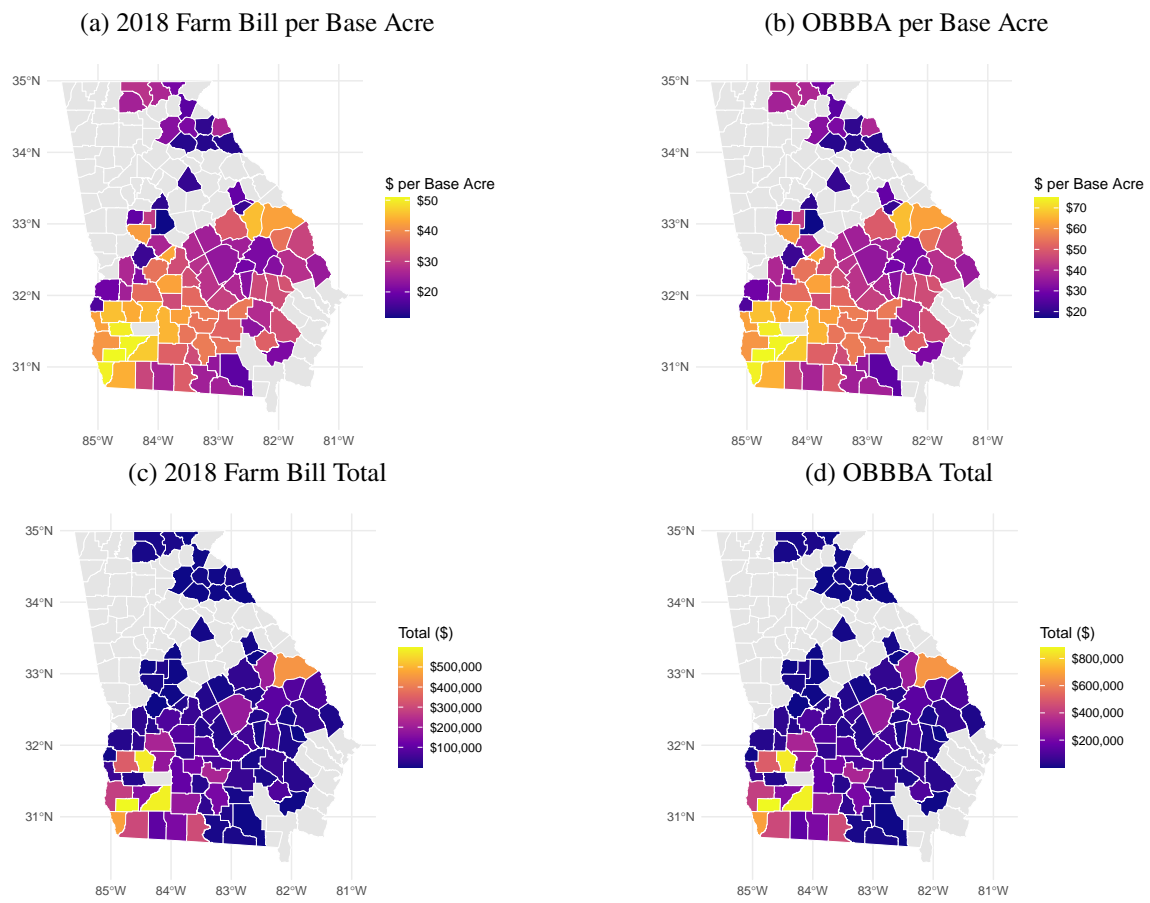 (a) 2018 Farm Bill per Base Acre
35°N
34°N
33°N
32°N
31°N
85°W 84°W 83°W 82°W 81°W
$ per Base Acre
$50
$40
$30
$20
(b) OBBBA per Base Acre
35°N
34°N
33°N
32°N
31°N
85°W 84°W 83°W 82°W 81°W
$ per Base Acre
$70
$60
$50
$40
$30
$20
(c) 2018 Farm Bill Total
35°N
34°N
33°N
32°N
31°N
85°W 84°W 83°W 82°W 81°W
Total ($)
$500,000
$400,000
$300,000
$200,000
$100,000
(d) OBBBA Total
35°N
34°N
33°N
32°N
31°N
85°W 84°W 83°W 82°W 81°W
Total ($)
$800,000
$600,000
$400,000
$200,000